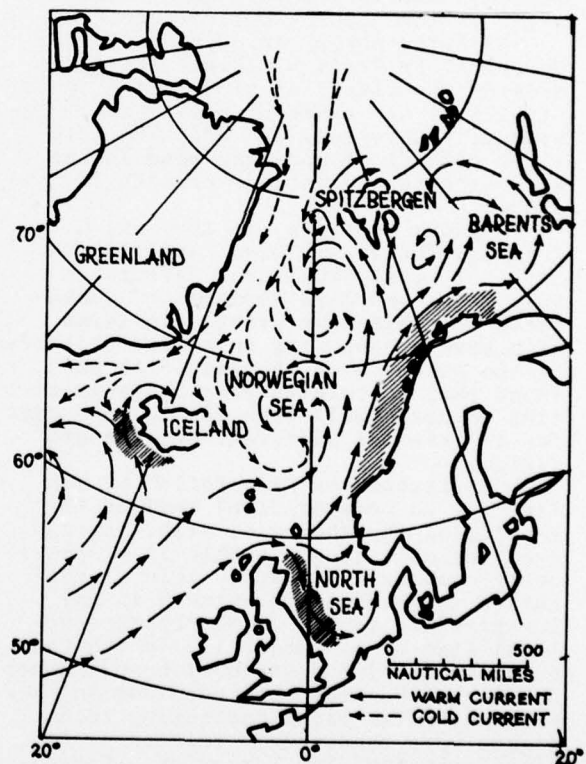 SPITZBERGEN
BARENTS
SEA
70°
GREENLAND
NORWEGIAN
SEA
ICELAND
60°
NORTH
SEA
0 500
NAUTICAL MILES
50°
WARM CURRENT
COLD CURRENT
20° 0° 20°